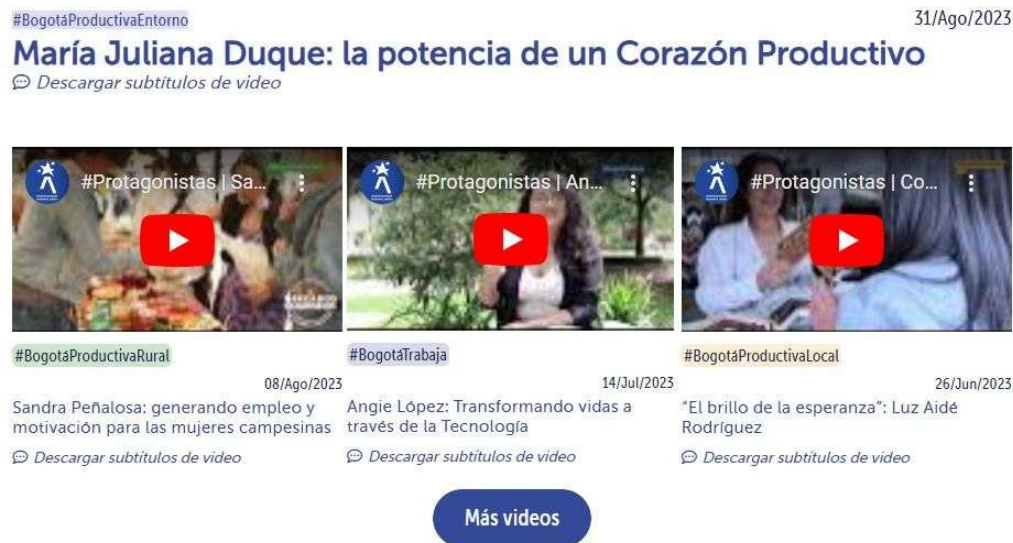 #BogotáProductivaEntorno
31/Ago/2023
María Juliana Duque: la potencia de un Corazón Productivo
Descargar subtítulos de video
#Protagonistas | Sa...
#Protagonistas | An...
#Protagonistas | Co...
#BogotáProductivaRural
#BogotáTrabaja
#BogotáProductivaLocal
08/Ago/2023
14/Jul/2023
26/Jun/2023
Sandra Peñalosa: generando empleo y
motivación para las mujeres campesinas
Descargar subtítulos de video
Angie López: Transformando vidas a
través de la Tecnología
Descargar subtítulos de video
“El brillo de la esperanza”: Luz Aidé
Rodríguez
Descargar subtítulos de video
Más videos